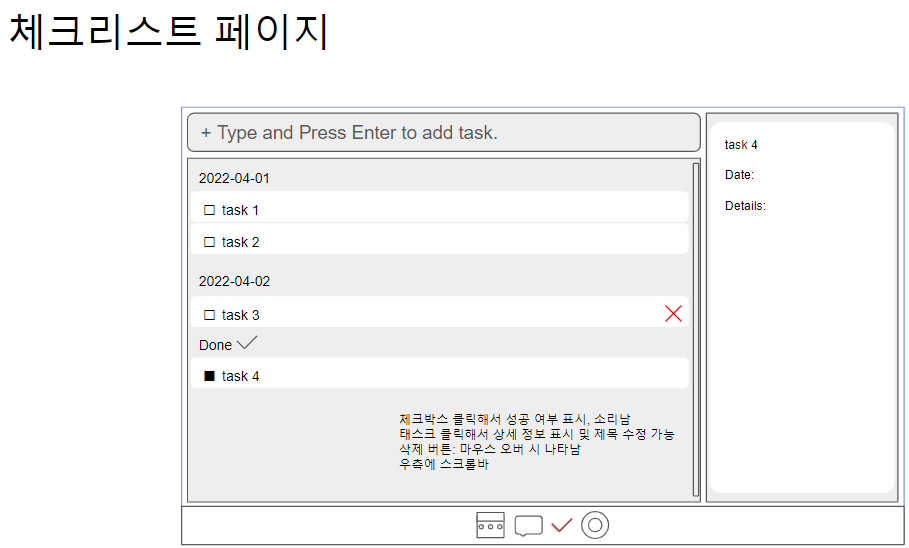 체크리스트 페이지
+ Type and Press Enter to add task.
2022-04-01
task 1
task 2
2022-04-02
task 3
Done
task 4
체크박스 클릭해서 성공 여부 표시, 소리남
태스크 클릭해서 상세 정보 표시 및 제목 수정 가능
삭제 버튼: 마우스 오버 시 나타남
우측에 스크롤바
task 4
Date:
Details: